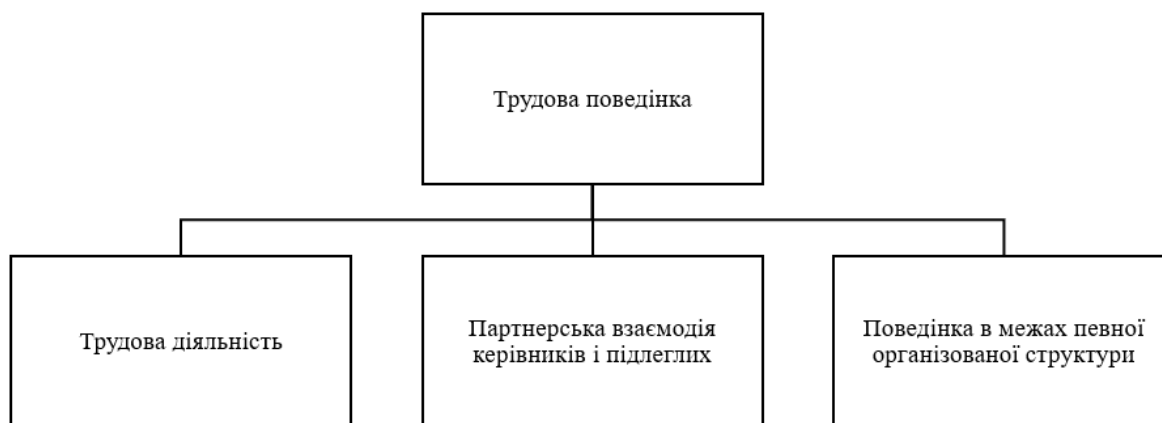 Трудова поведінка
Трудова діяльність
Партнерська взаємодія
керівників і підлеглих
Поведінка в межах певної
організованої структури